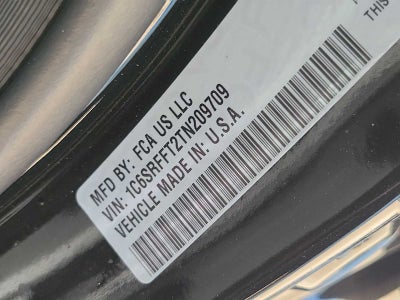 THIS
MFD BY: FCA US LLC
VIN: 1C6SRFFT2TN209709
VEHICLE MADE IN: U.S.A.